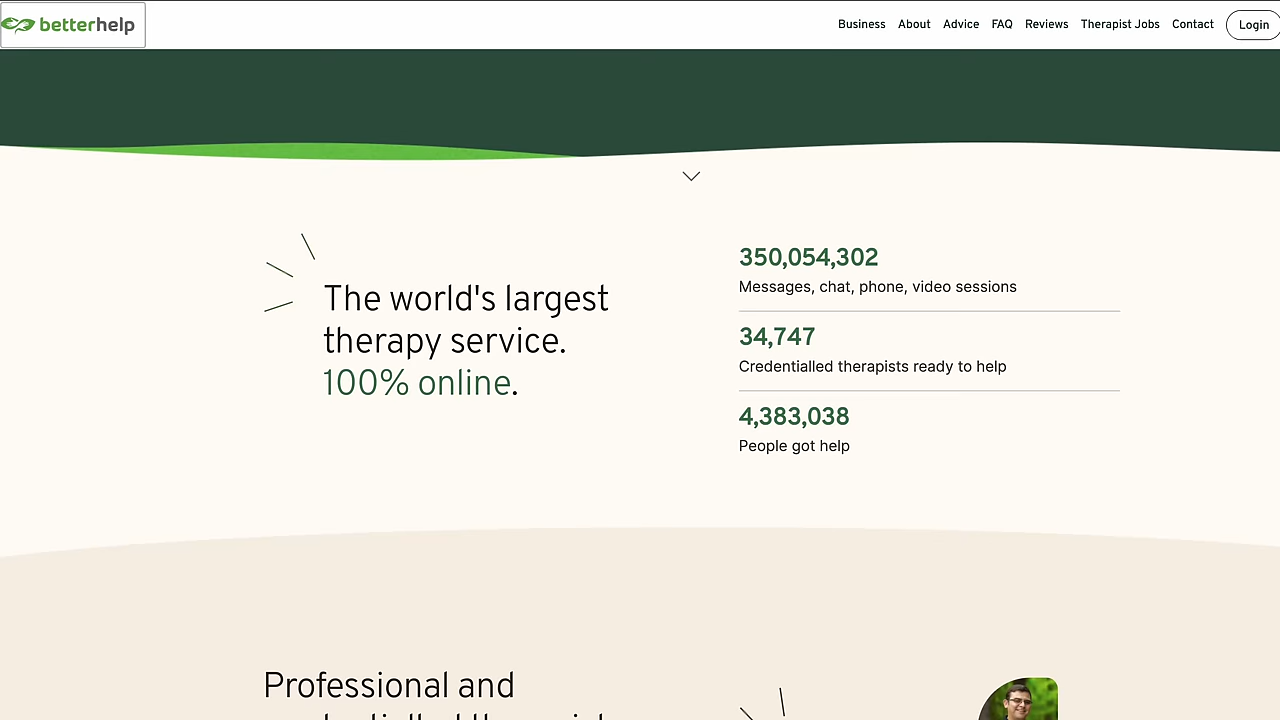 betterhelp
Business About Advice FAQ Reviews Therapist Jobs Contact Login
The world's largest
therapy service.
100% online.
350,054,302
Messages, chat, phone, video sessions
34,747
Credentialled therapists ready to help
4,383,038
People got help
Professional and